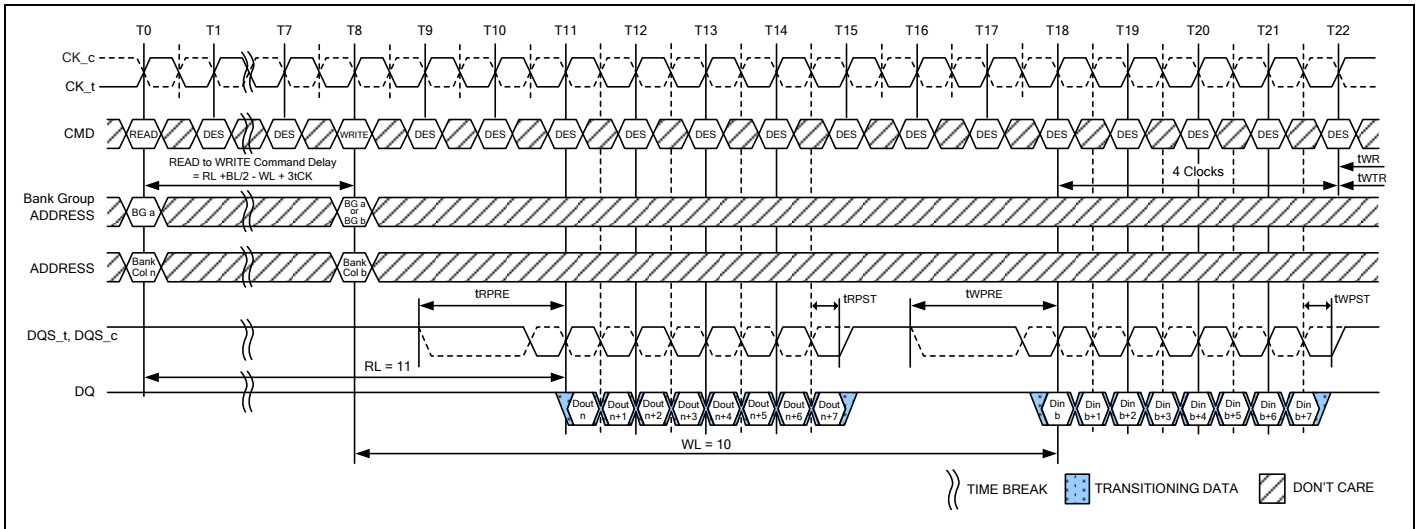 T0 T1 T7 T8 T9 T10 T11 T12 T13 T14 T15 T16 T17 T18 T19 T20 T21 T22
CK_c
CK_t
CMD READ DES DES WRITE DES DES DES DES DES DES DES DES DES DES DES DES DES DES
READ to WRITE Command Delay
= RL +BL/2 - WL + 3tCK
4 Clocks
tWR
tWTR
Bank Group
ADDRESS
BG a
BG a
or
BG b
ADDRESS
Bank
Col n
Bank
Col b
tRPRE
tRPST
tWPRE
tWPST
DQS_t, DQS_c
RL = 11
DQ
Dout
n
Dout
n+1
Dout
n+2
Dout
n+3
Dout
n+4
Dout
n+5
Dout
n+6
Dout
n+7
Din
b
Din
b+1
Din
b+2
Din
b+3
Din
b+4
Din
b+5
Din
b+6
Din
b+7
WL = 10
TIME BREAK
TRANSITIONING DATA
DON'T CARE